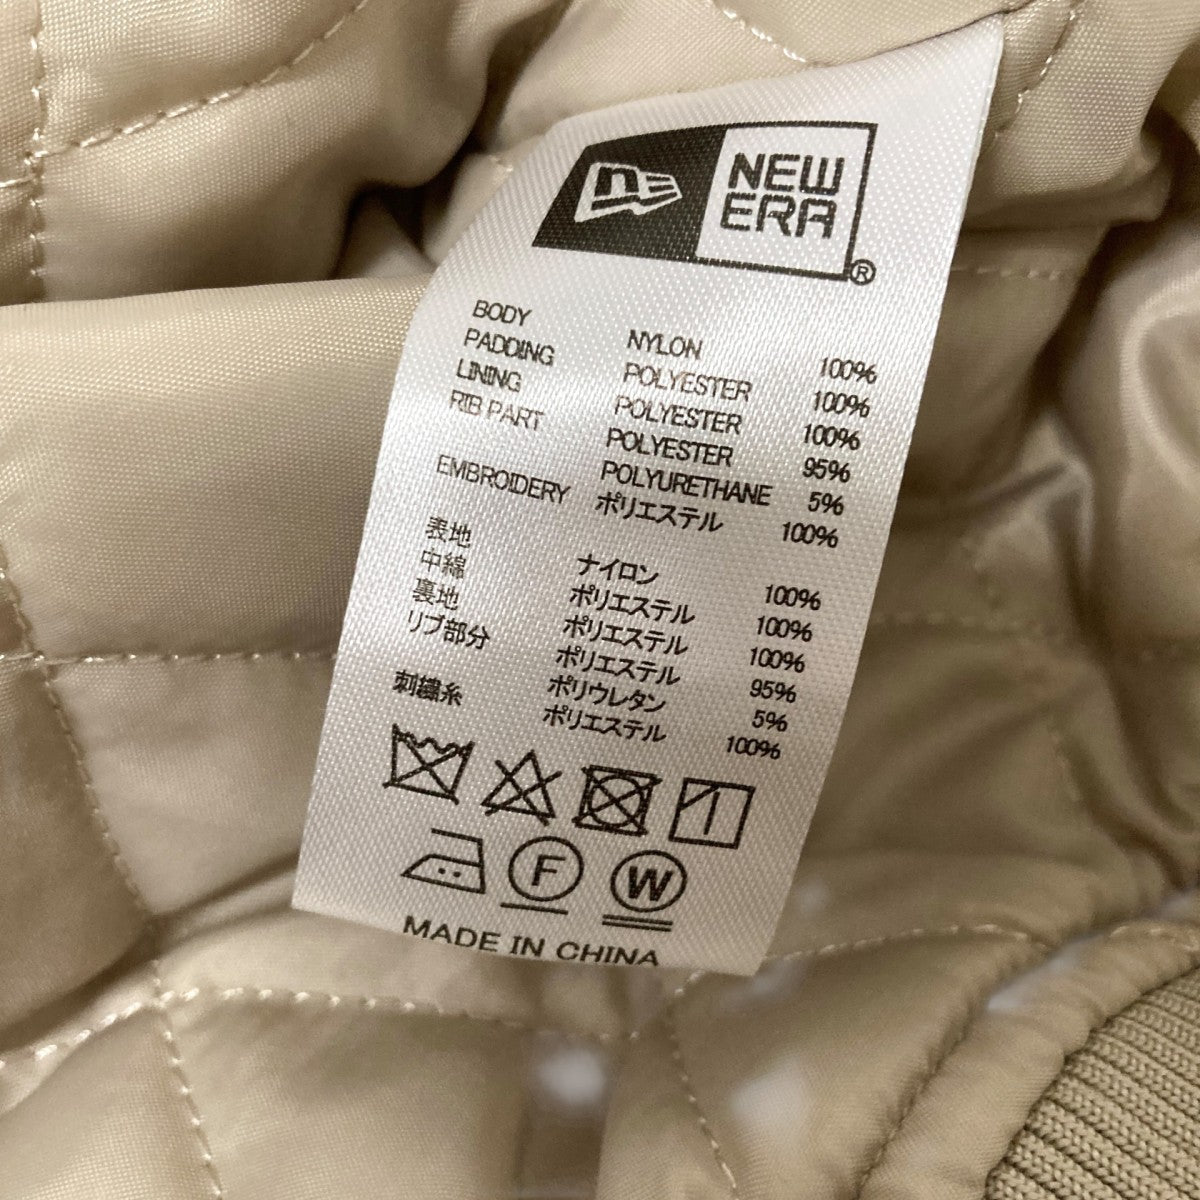 NEW
ERA
®
BODY NYLON 100%
PADDING POLYESTER 100%
LINING POLYESTER 100%
RIB PART POLYESTER 95%
POLYURETHANE 5%
EMBROIDERY ポリエステル 100%
表地 ナイロン 100%
中綿 ポリエステル 100%
裏地 ポリエステル 100%
リブ部分 ポリエステル 95%
ポリウレタン 5%
刺繍糸 ポリエステル 100%
F W
MADE IN CHINA